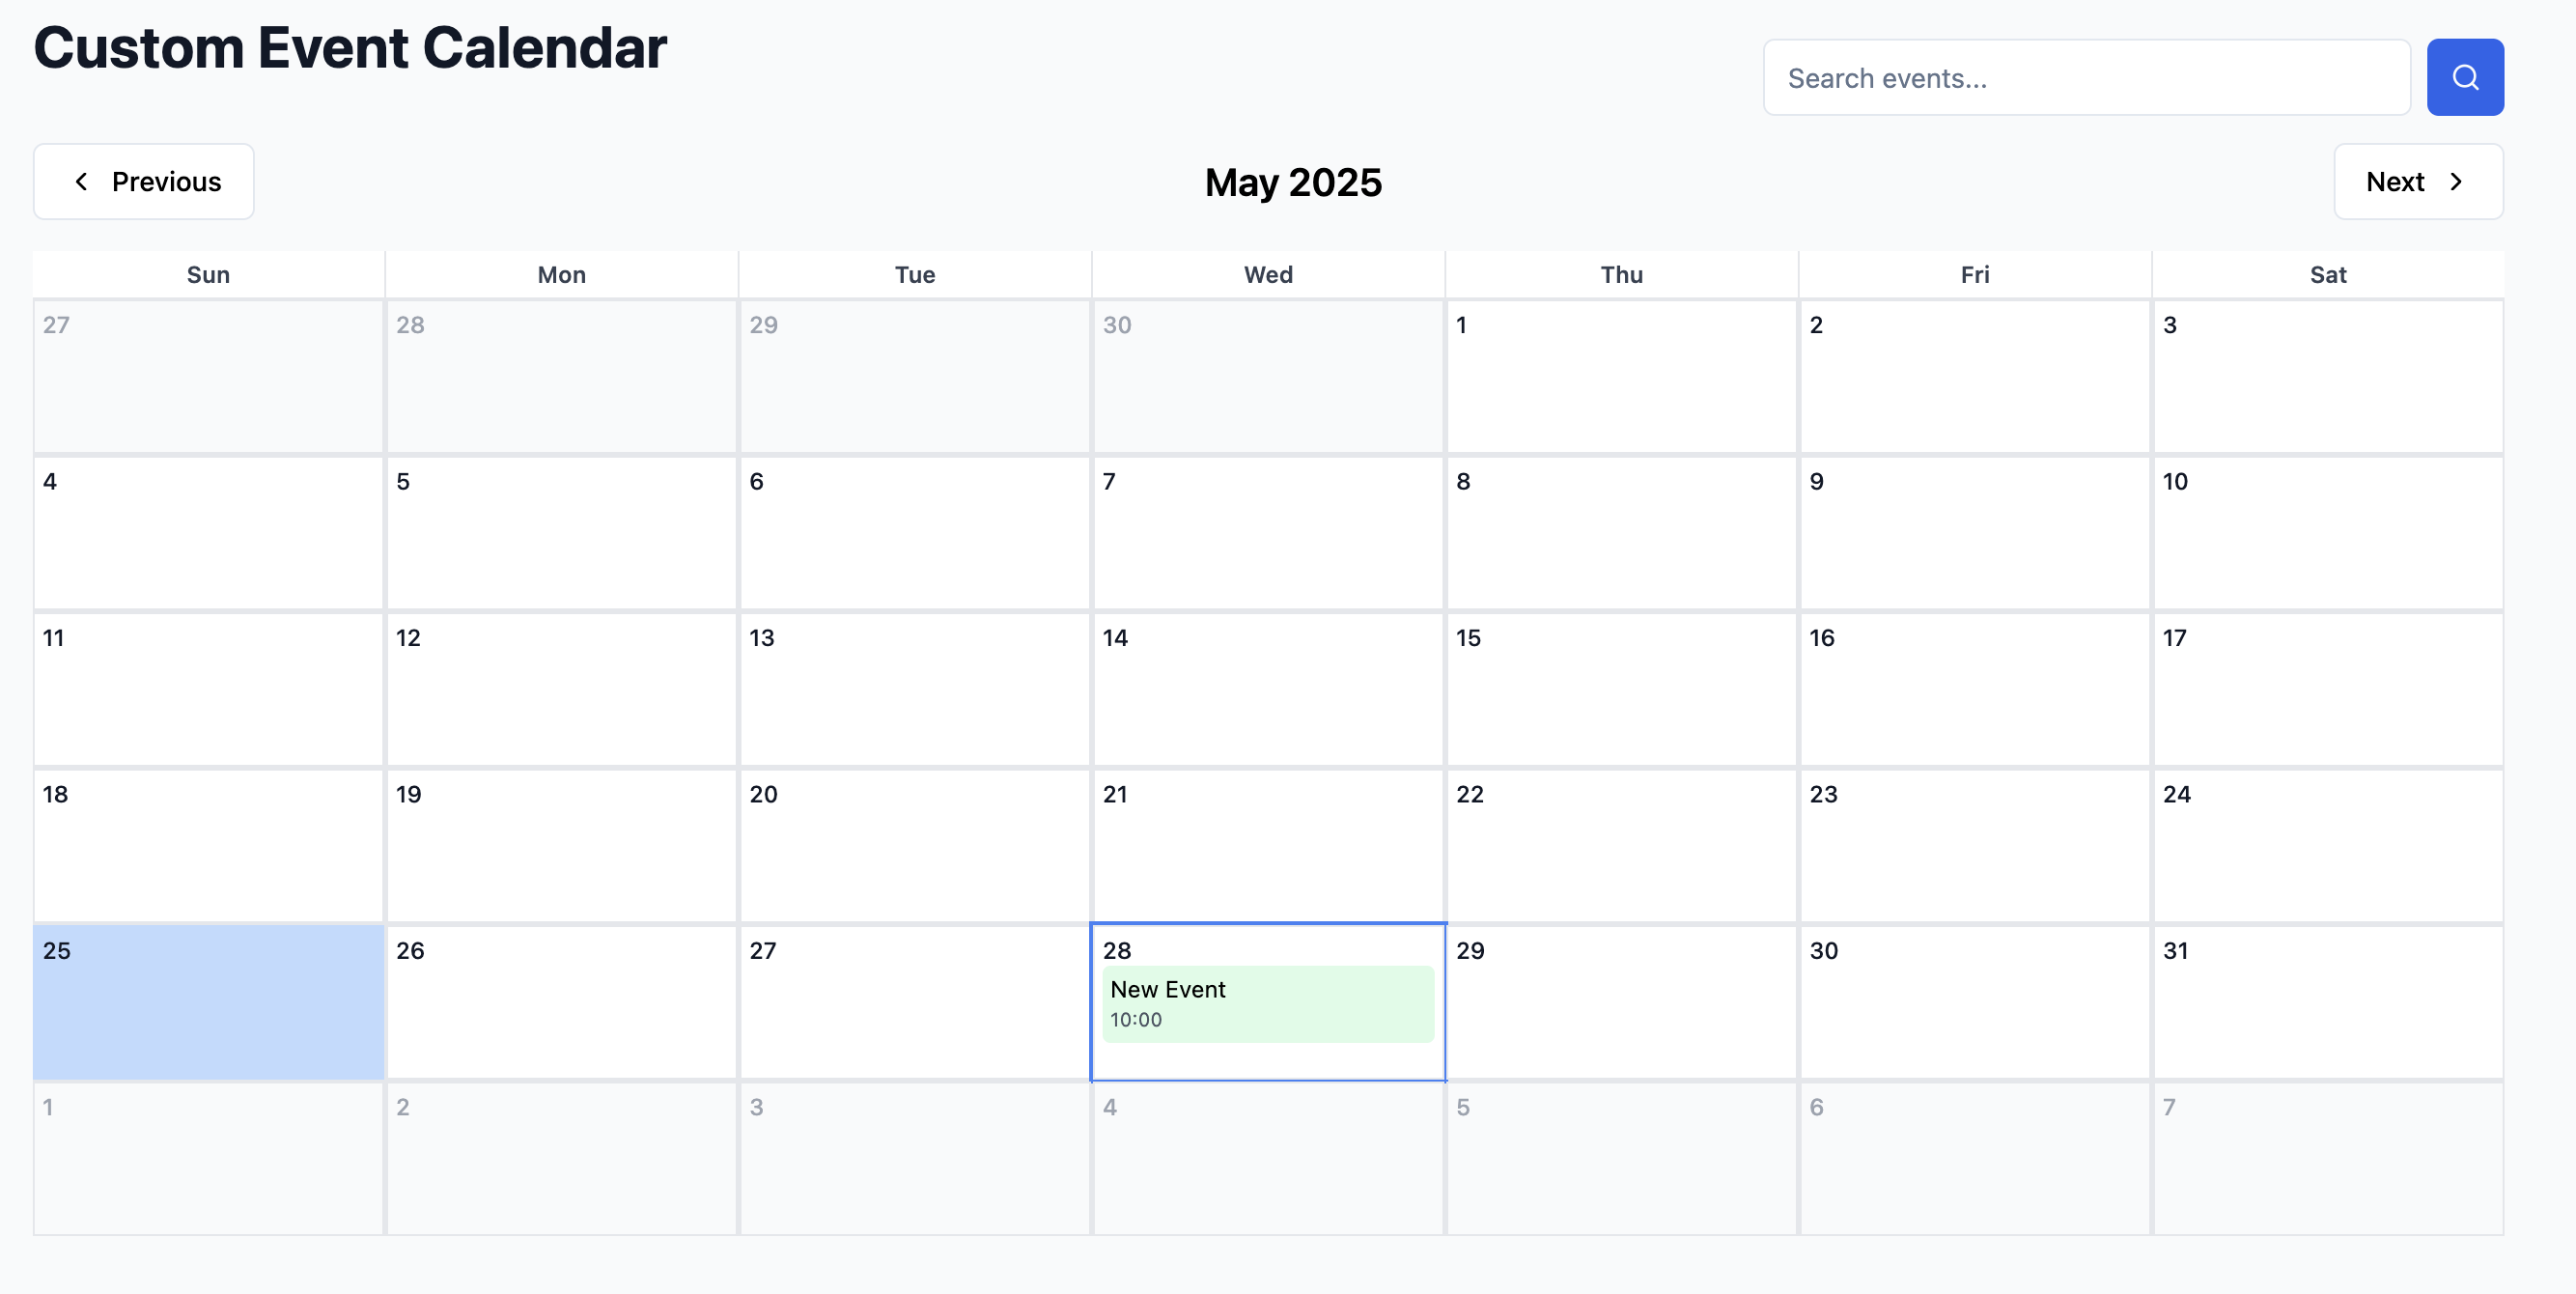 Custom Event Calendar
Search events...
Previous
May 2025
Next
Sun Mon Tue Wed Thu Fri Sat
27 28 29 30 1 2 3
4 5 6 7 8 9 10
11 12 13 14 15 16 17
18 19 20 21 22 23 24
25 26 27 28 29 30 31
New Event
10:00
1 2 3 4 5 6 7